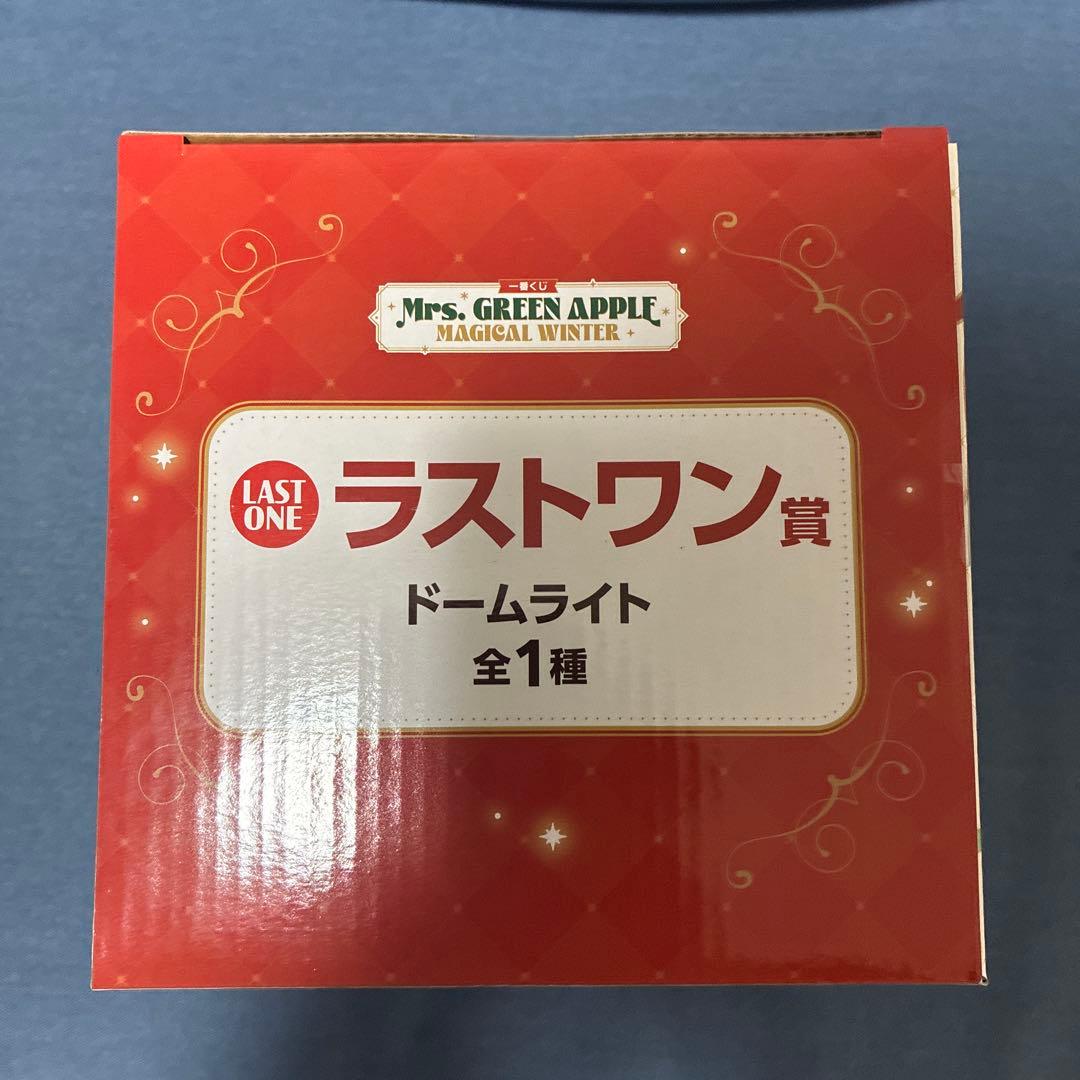 一番くじ
Mrs. GREEN APPLE
MAGICAL WINTER
LAST
ONE
ラストワン賞
ドームライト
全1種